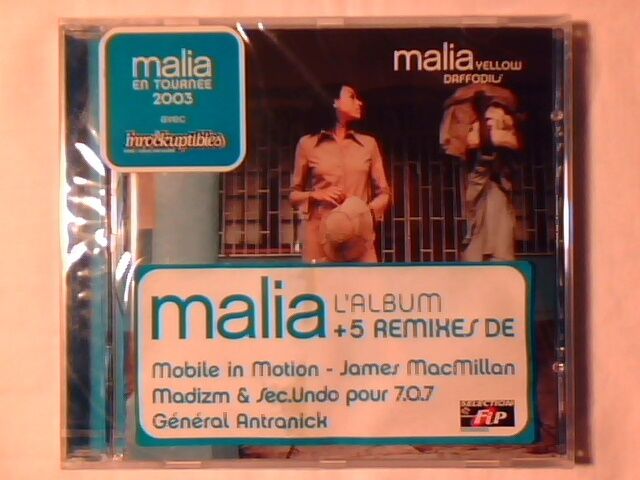 malia
EN TOURNEE
2003
avec
les Inrockuptibles
malia YELLOW
DAFFODILS
malia L'ALBUM
+5 REMIXES DE
Mobile in Motion - James MacMillan
Madizm & Sec.Undo pour 7.0.7
Général Antranick
SELECTION
FIP